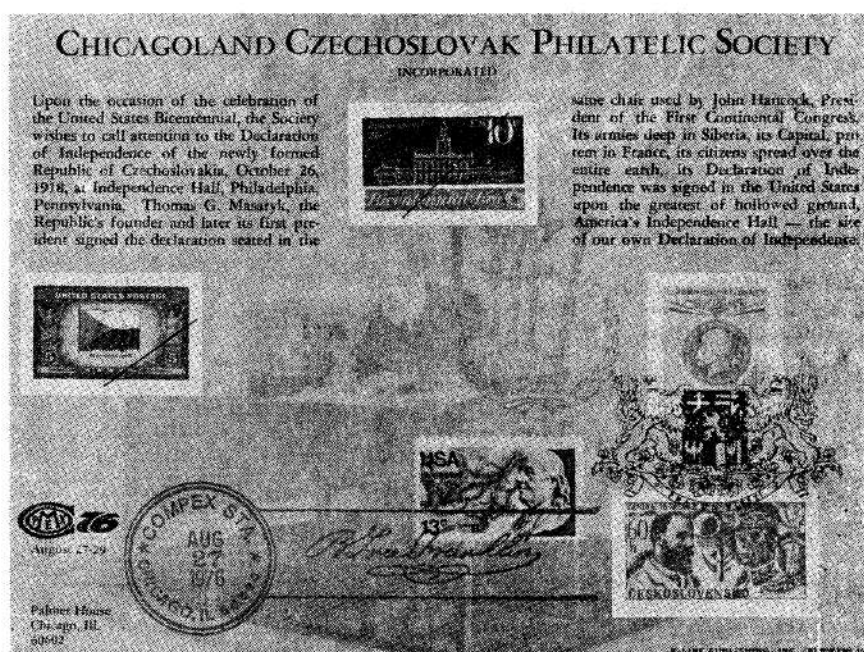 CHICAGOLAND CZECHOSLOVAK PHILATELIC SOCIETY
INCORPORATED
Upon the occasion of the celebration of
the United States Bicentennial, the Society
wishes to call attention to the Declaration
of Independence of the newly formed
Republic of Czechoslovakia, October 26,
1918, at Independence Hall, Philadelphia,
Pennsylvania. Thomas G. Masaryk, the
Republic's founder and later its first pre-
ident signed the declaration seated in the
same chair used by John Hancock, Presi-
dent of the First Continental Congress.
Its armies deep in Siberia, its Capital, pro
tem in France, its citizens spread over the
entire earth, its Declaration of Inde-
pendence was signed in the United States
upon the greatest of hollowed ground,
America's Independence Hall — the site
of our own Declaration of Independence.
10
UNITED STATES POSTAGE
USA
13c
60
ČESKOSLOVENSKO
76
August 27-29
COMPEX STA.
AUG
27
1976
CHICAGO, IL
Palmer House
Chicago, Ill.
60602